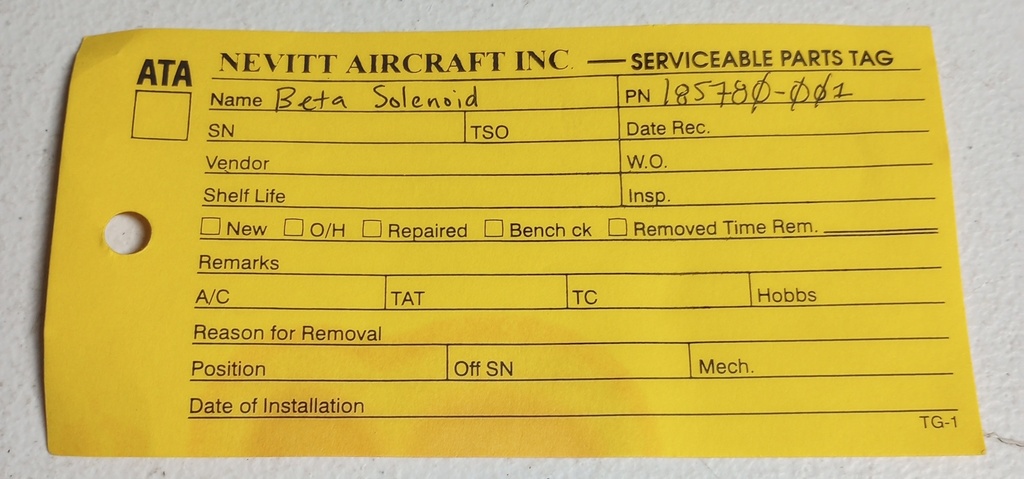 ATA NEVITT AIRCRAFT INC. — SERVICEABLE PARTS TAG
Name Beta Solenoid PN 185780-001
SN TSO Date Rec.
Vendor W.O.
Shelf Life Insp.
☐ New ☐ O/H ☐ Repaired ☐ Bench ck ☐ Removed Time Rem.
Remarks
A/C TAT TC Hobbs
Reason for Removal
Position Off SN Mech.
Date of Installation
TG-1